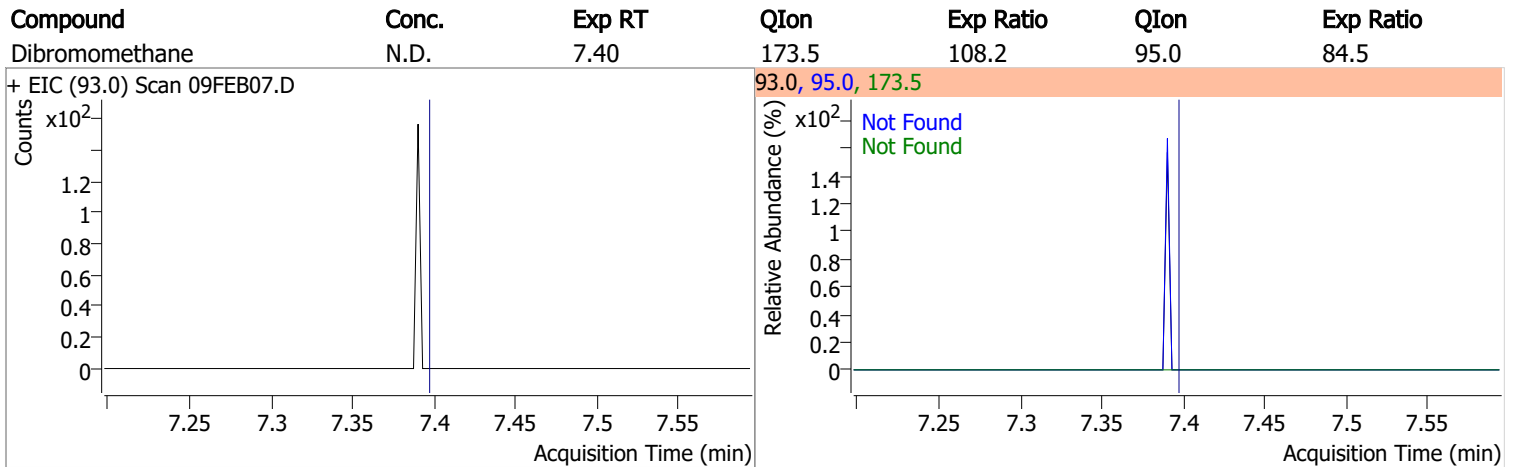 Compound Conc. Exp RT QIon Exp Ratio QIon Exp Ratio
Dibromomethane N.D. 7.40 173.5 108.2 95.0 84.5
+ EIC (93.0) Scan 09FEB07.D
Counts
x10²
1.2
1
0.8
0.6
0.4
0.2
0
7.25 7.3 7.35 7.4 7.45 7.5 7.55
Acquisition Time (min)
93.0, 95.0, 173.5
Relative Abundance (%)
x10²
Not Found
Not Found
1.4
1.2
1
0.8
0.6
0.4
0.2
0
7.25 7.3 7.35 7.4 7.45 7.5 7.55
Acquisition Time (min)